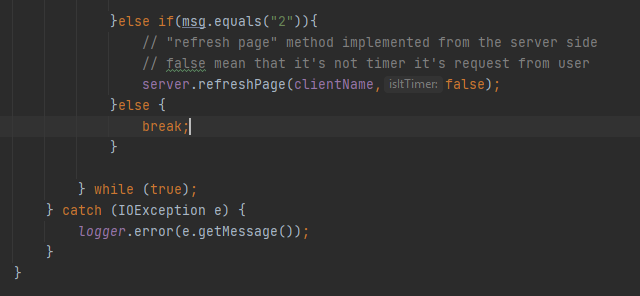 }else if(msg.equals("2")){
// "refresh page" method implemented from the server side
// false mean that it's not timer it's request from user
server.refreshPage(clientName, isItTimer: false);
}else {
break;
}
} while (true);
} catch (IOException e) {
logger.error(e.getMessage());
}
}